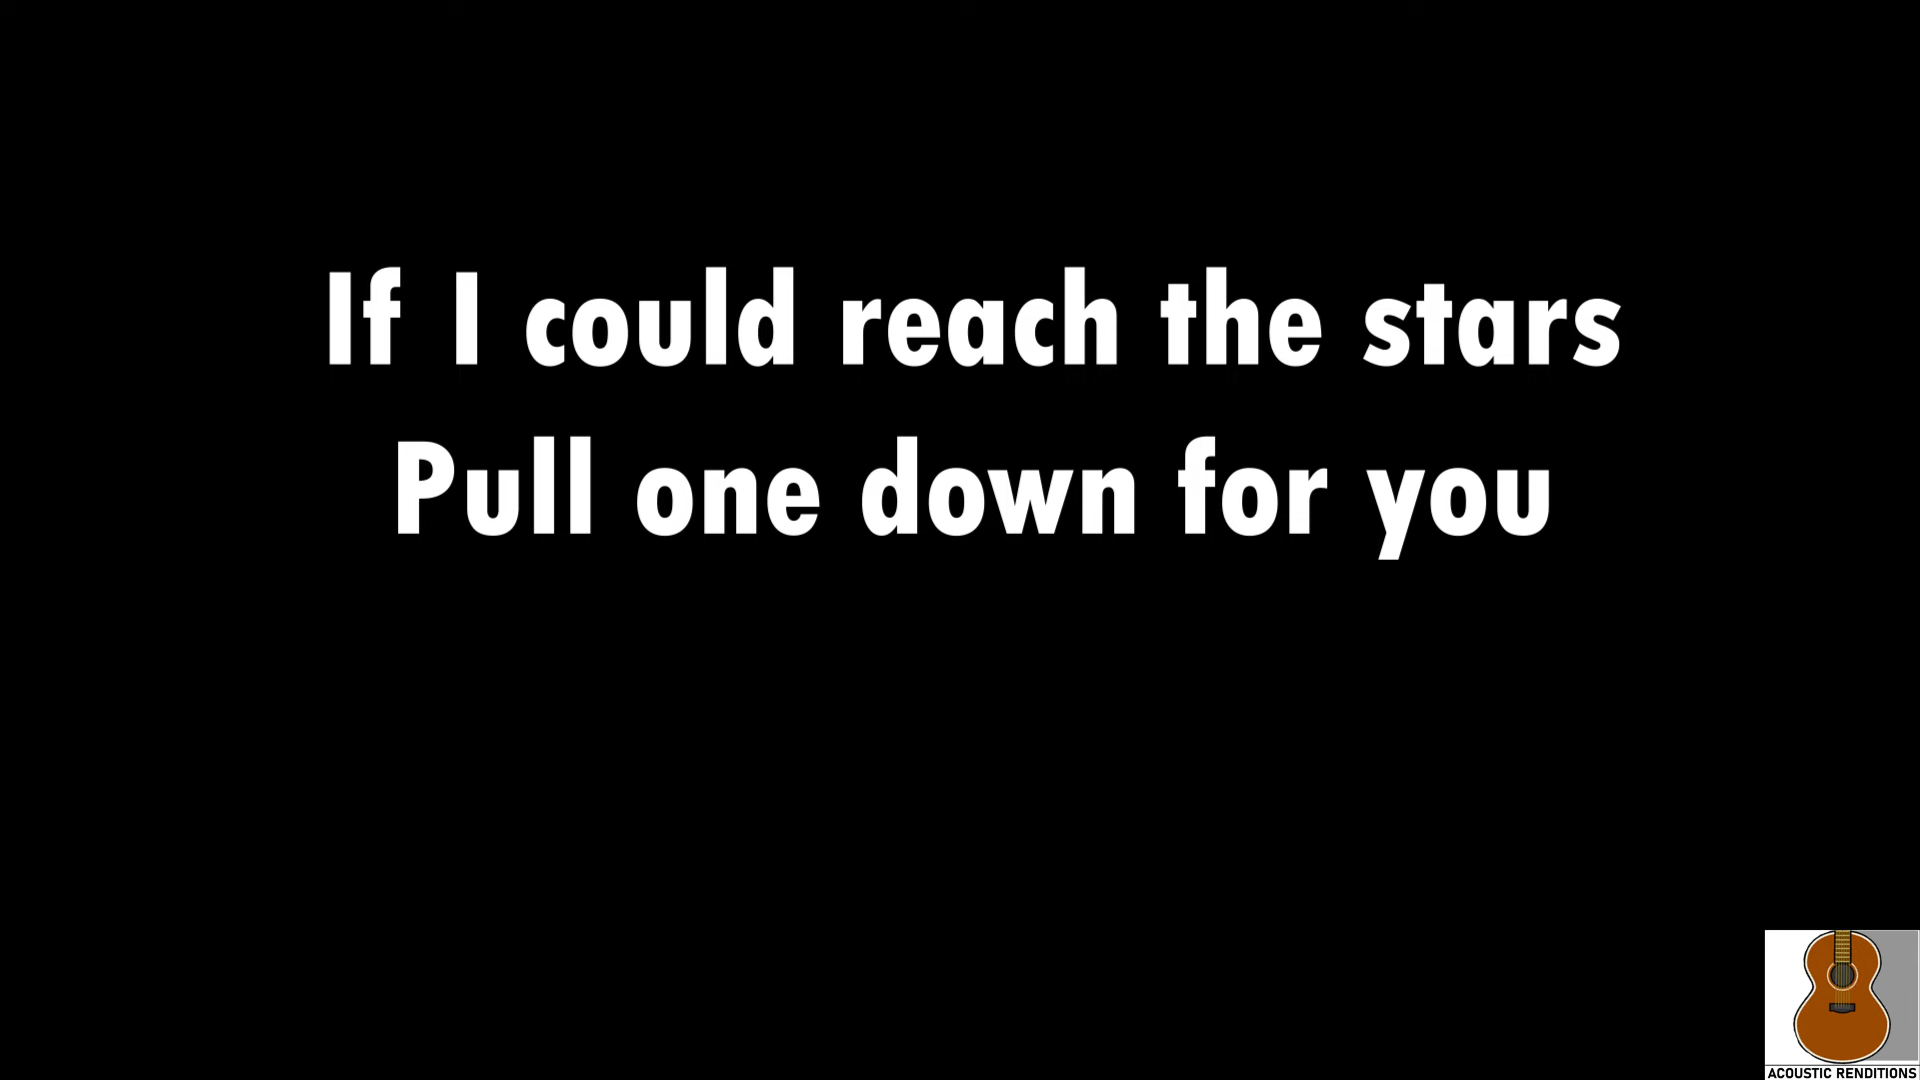 If I could reach the stars
Pull one down for you
ACOUSTIC RENDITIONS